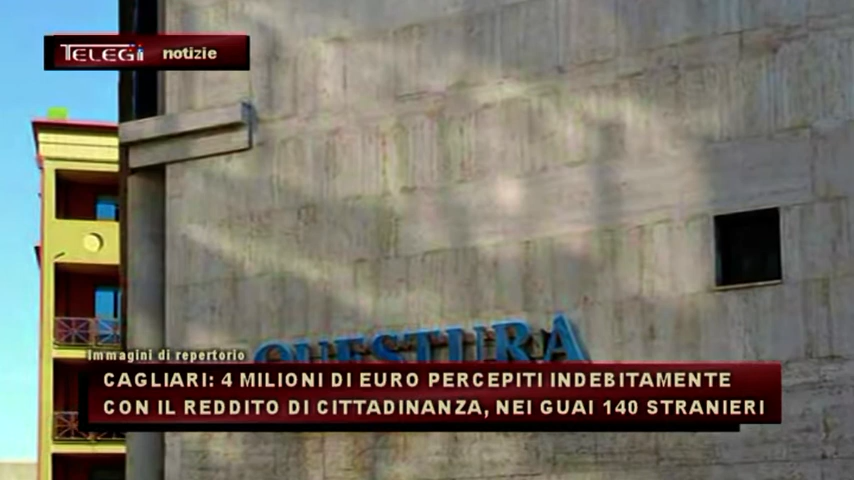 TELEGI notizie
QUESTURA
Immagini di repertorio
CAGLIARI: 4 MILIONI DI EURO PERCEPITI INDEBITAMENTE
CON IL REDDITO DI CITTADINANZA, NEI GUAI 140 STRANIERI